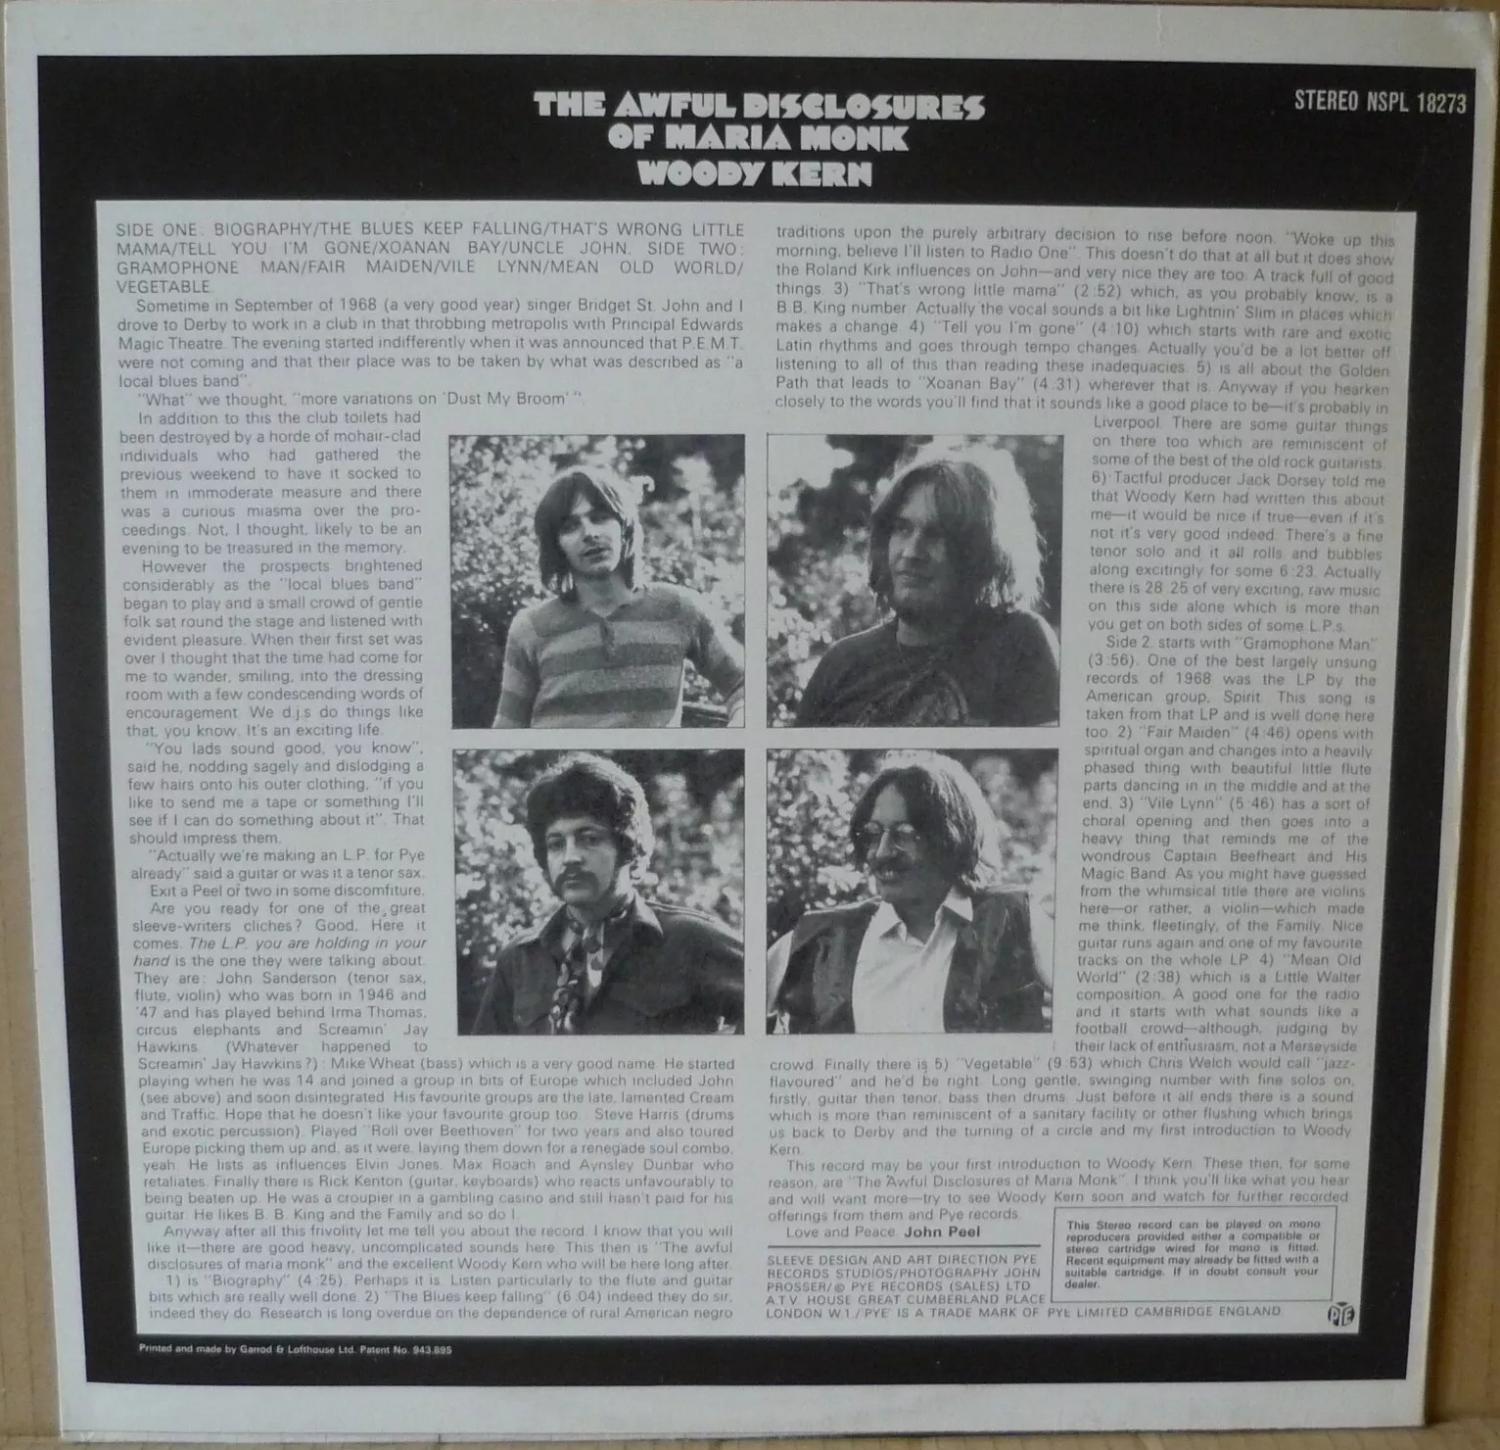 THE AWFUL DISCLOSURES
OF MARIA MONK
WOODY KERN
STEREO NSPL 18273
SIDE ONE: BIOGRAPHY/THE BLUES KEEP FALLING/THAT'S WRONG LITTLE
MAMA/TELL YOU I'M GONE/XOANAN BAY/UNCLE JOHN. SIDE TWO:
GRAMOPHONE MAN/FAIR MAIDEN/VILE LYNN/MEAN OLD WORLD/
VEGETABLE.
Sometime in September of 1968 (a very good year) singer Bridget St. John and I
drove to Derby to work in a club in that throbbing metropolis with Principal Edwards
Magic Theatre. The evening started indifferently when it was announced that P.E.M.T.
were not coming and that their place was to be taken by what was described as "a
local blues band".
"What" we thought, "more variations on 'Dust My Broom' ".
In addition to this the club toilets had
been destroyed by a horde of mohair-clad
individuals who had gathered the
previous weekend to have it socked to
them in immoderate measure and there
was a curious miasma over the pro-
ceedings. Not, I thought, likely to be an
evening to be treasured in the memory.
However the prospects brightened
considerably as the "local blues band"
began to play and a small crowd of gentle
folk sat round the stage and listened with
evident pleasure. When their first set was
over I thought that the time had come for
me to wander, smiling, into the dressing
room with a few condescending words of
encouragement. We d.j.s do things like
that, you know. It's an exciting life.
"You lads sound good, you know",
said he, nodding sagely and dislodging a
few hairs onto his outer clothing, "if you
like to send me a tape or something I'll
see if I can do something about it". That
should impress them.
"Actually we're making an L.P. for Pye
already" said a guitar or was it a tenor sax.
Exit a Peel of two in some discomfiture.
Are you ready for one of the great
sleeve-writers cliches? Good. Here it
comes. The L.P. you are holding in your
hand is the one they were talking about.
They are: John Sanderson (tenor sax,
flute, violin) who was born in 1946 and
'47 and has played behind Irma Thomas,
circus elephants and Screamin' Jay
Hawkins. (Whatever happened to
Screamin' Jay Hawkins?): Mike Wheat (bass) which is a very good name. He started
playing when he was 14 and joined a group in bits of Europe which included John
(see above) and soon disintegrated. His favourite groups are the late, lamented Cream
and Traffic. Hope that he doesn't like your favourite group too. Steve Harris (drums
and exotic percussion). Played "Roll over Beethoven" for two years and also toured
Europe picking them up and, as it were, laying them down for a renegade soul combo,
yeah. He lists as influences Elvin Jones, Max Roach and Aynsley Dunbar who
retaliates. Finally there is Rick Kenton (guitar, keyboards) who reacts unfavourably to
being beaten up. He was a croupier in a gambling casino and still hasn't paid for his
guitar. He likes B. B. King and the Family and so do I.
Anyway after all this frivolity let me tell you about the record. I know that you will
like it—there are good heavy, uncomplicated sounds here. This then is "The awful
disclosures of maria monk" and the excellent Woody Kern who will be here long after.
1) is "Biography" (4:25). Perhaps it is. Listen particularly to the flute and guitar
bits which are really well done. 2) "The Blues keep falling" (6:04) indeed they do sir,
indeed they do. Research is long overdue on the dependence of rural American negro
traditions upon the purely arbitrary decision to rise before noon. "Woke up this
morning, believe I'll listen to Radio One". This doesn't do that at all but it does show
the Roland Kirk influences on John—and very nice they are too. A track full of good
things. 3) "That's wrong little mama" (2:52) which, as you probably know, is a
B.B. King number. Actually the vocal sounds a bit like Lightnin' Slim in places which
makes a change. 4) "Tell you I'm gone" (4:10) which starts with rare and exotic
Latin rhythms and goes through tempo changes. Actually you'd be a lot better off
listening to all of this than reading these inadequacies. 5) is all about the Golden
Path that leads to "Xoanan Bay" (4:31) wherever that is. Anyway if you hearken
closely to the words you'll find that it sounds like a good place to be—it's probably in
Liverpool. There are some guitar things
on there too which are reminiscent of
some of the best of the old rock guitarists.
6) Tactful producer Jack Dorsey told me
that Woody Kern had written this about
me—it would be nice if true—even if it's
not it's very good indeed. There's a fine
tenor solo and it all rolls and bubbles
along excitingly for some 6:23. Actually
there is 28:25 of very exciting, raw music
on this side alone which is more than
you get on both sides of some L.P.s.
Side 2 starts with "Gramophone Man"
(3:56). One of the best largely unsung
records of 1968 was the LP by the
American group, Spirit. This song is
taken from that LP and is well done here
too. 2) "Fair Maiden" (4:46) opens with
spiritual organ and changes into a heavily
phased thing with beautiful little flute
parts dancing in in the middle and at the
end. 3) "Vile Lynn" (5:46) has a sort of
choral opening and then goes into a
heavy thing that reminds me of the
wondrous Captain Beefheart and His
Magic Band. As you might have guessed
from the whimsical title there are violins
here—or rather, a violin—which made
me think, fleetingly, of the Family. Nice
guitar runs again and one of my favourite
tracks on the whole LP. 4) "Mean Old
World" (2:38) which is a Little Walter
composition. A good one for the radio
and it starts with what sounds like a
football crowd—although, judging by
their lack of enthusiasm, not a Merseyside
crowd. Finally there is 5) "Vegetable" (9:53) which Chris Welch would call "jazz-
flavoured" and he'd be right. Long gentle, swinging number with fine solos on,
firstly, guitar then tenor, bass then drums. Just before it all ends there is a sound
which is more than reminiscent of a sanitary facility or other flushing which brings
us back to Derby and the turning of a circle and my first introduction to Woody
Kern.
This record may be your first introduction to Woody Kern. These then, for some
reason, are "The Awful Disclosures of Maria Monk". I think you'll like what you hear
and will want more—try to see Woody Kern soon and watch for further recorded
offerings from them and Pye records.
Love and Peace. John Peel
SLEEVE DESIGN AND ART DIRECTION PYE
RECORDS STUDIOS/PHOTOGRAPHY JOHN
PROSSER/℗ PYE RECORDS (SALES) LTD
A.T.V. HOUSE GREAT CUMBERLAND PLACE
LONDON W.1/'PYE' IS A TRADE MARK OF PYE LIMITED CAMBRIDGE ENGLAND
This Stereo record can be played on mono
reproducers provided either a compatible or
stereo cartridge wired for mono is fitted.
Recent equipment may already be fitted with a
suitable cartridge. If in doubt consult your
dealer.
PYE
Printed and made by Garrod & Lofthouse Ltd. Patent No. 943,895